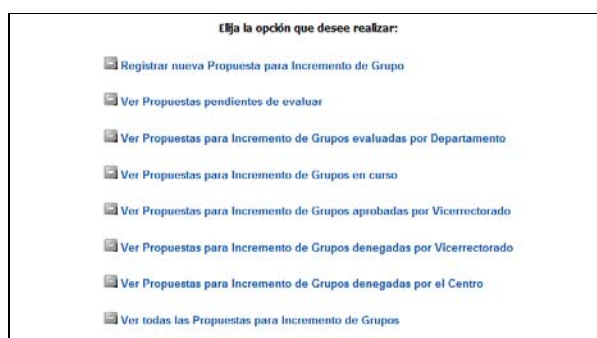 Elija la opción que desee realizar:
Registrar nueva Propuesta para Incremento de Grupo
Ver Propuestas pendientes de evaluar
Ver Propuestas para Incremento de Grupos evaluadas por Departamento
Ver Propuestas para Incremento de Grupos en curso
Ver Propuestas para Incremento de Grupos aprobadas por Vicerrectorado
Ver Propuestas para Incremento de Grupos denegadas por Vicerrectorado
Ver Propuestas para Incremento de Grupos denegadas por el Centro
Ver todas las Propuestas para Incremento de Grupos